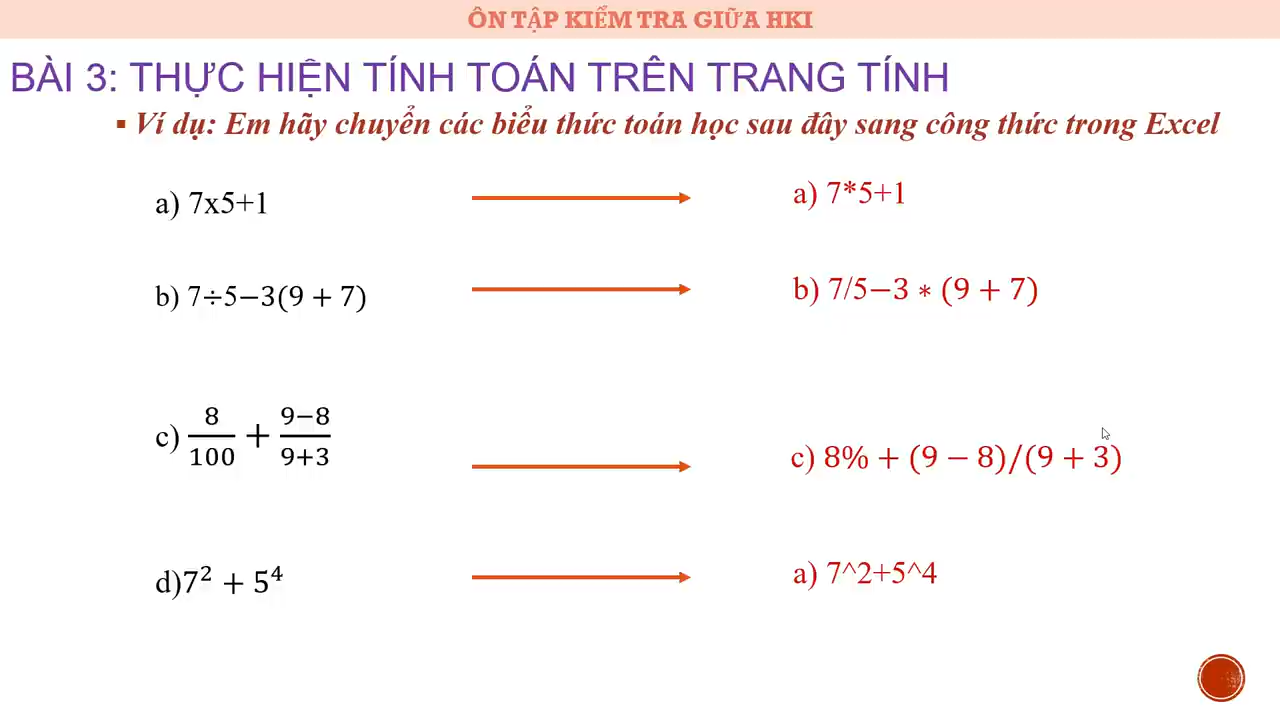 ÔN TẬP KIỂM TRA GIỮA HKI
BÀI 3: THỰC HIỆN TÍNH TOÁN TRÊN TRANG TÍNH
▪ Ví dụ: Em hãy chuyển các biểu thức toán học sau đây sang công thức trong Excel
a) 7x5+1
a) 7*5+1
b) 7÷5−3(9 + 7)
b) 7/5−3 ∗ (9 + 7)
c) 8/100 + 9−8/9+3
c) 8% + (9 − 8)/(9 + 3)
d)7² + 5⁴
a) 7^2+5^4